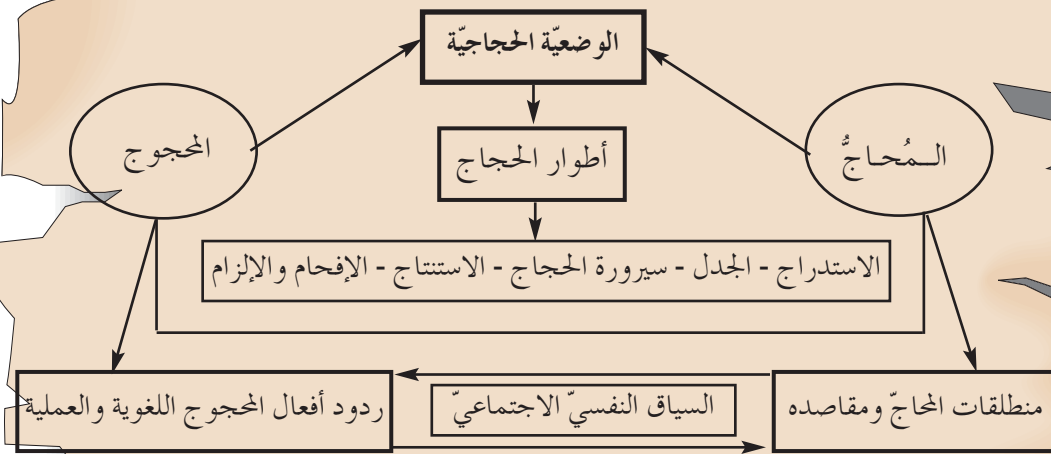 الوضعيّة الحجاجيّة
الـمُحـاجُّ
أطوار الحجاج
المحجوج
الاستدراج - الجدل - سيرورة الحجاج - الاستنتاج - الإفحام والإلزام
منطلقات المحاجّ ومقاصده
السياق النفسيّ الاجتماعيّ
ردود أفعال المحجوج اللغوية والعملية